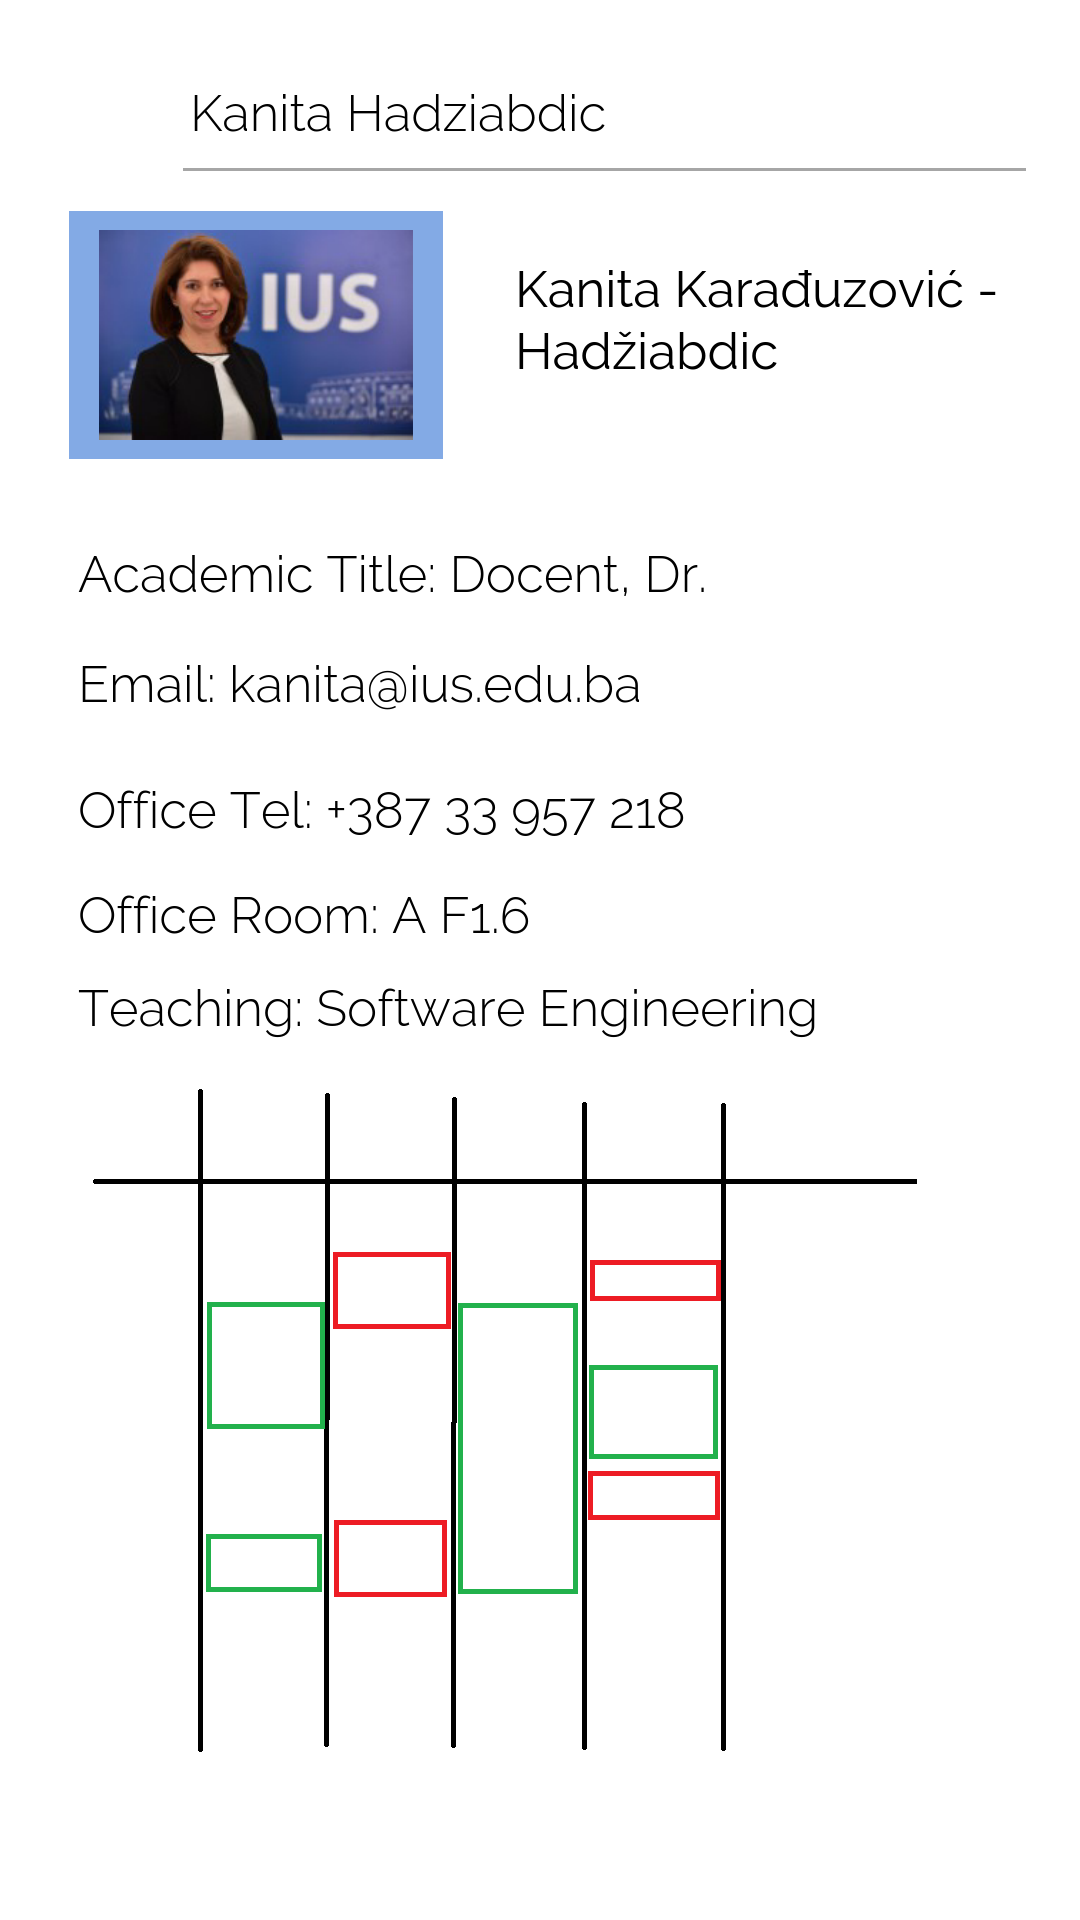 Kanita Hadziabdic
IUS
Kanita Karađuzović -
Hadžiabdic
Academic Title: Docent, Dr.
Email: kanita@ius.edu.ba
Office Tel: +387 33 957 218
Office Room: A F1.6
Teaching: Software Engineering